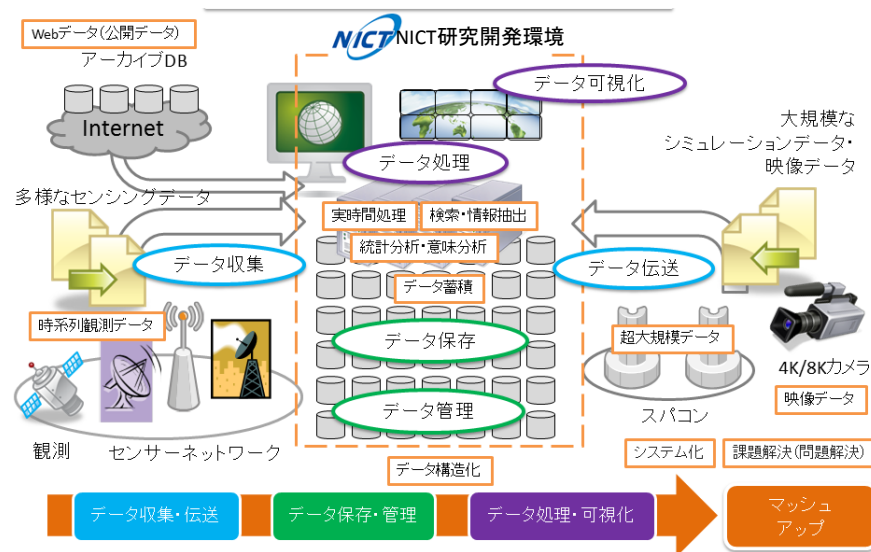 Webデータ(公開データ)
アーカイブDB
Internet
NICT NICT研究開発環境
データ可視化
大規模な
シミュレーションデータ・
映像データ
データ処理
多様なセンシングデータ
実時間処理
検索・情報抽出
統計分析・意味分析
データ収集
データ伝送
データ蓄積
時系列観測データ
データ保存
超大規模データ
4K/8Kカメラ
映像データ
データ管理
スパコン
観測
センサーネットワーク
システム化
課題解決(問題解決)
データ構造化
データ収集・伝送
データ保存・管理
データ処理・可視化
マッシュ
アップ